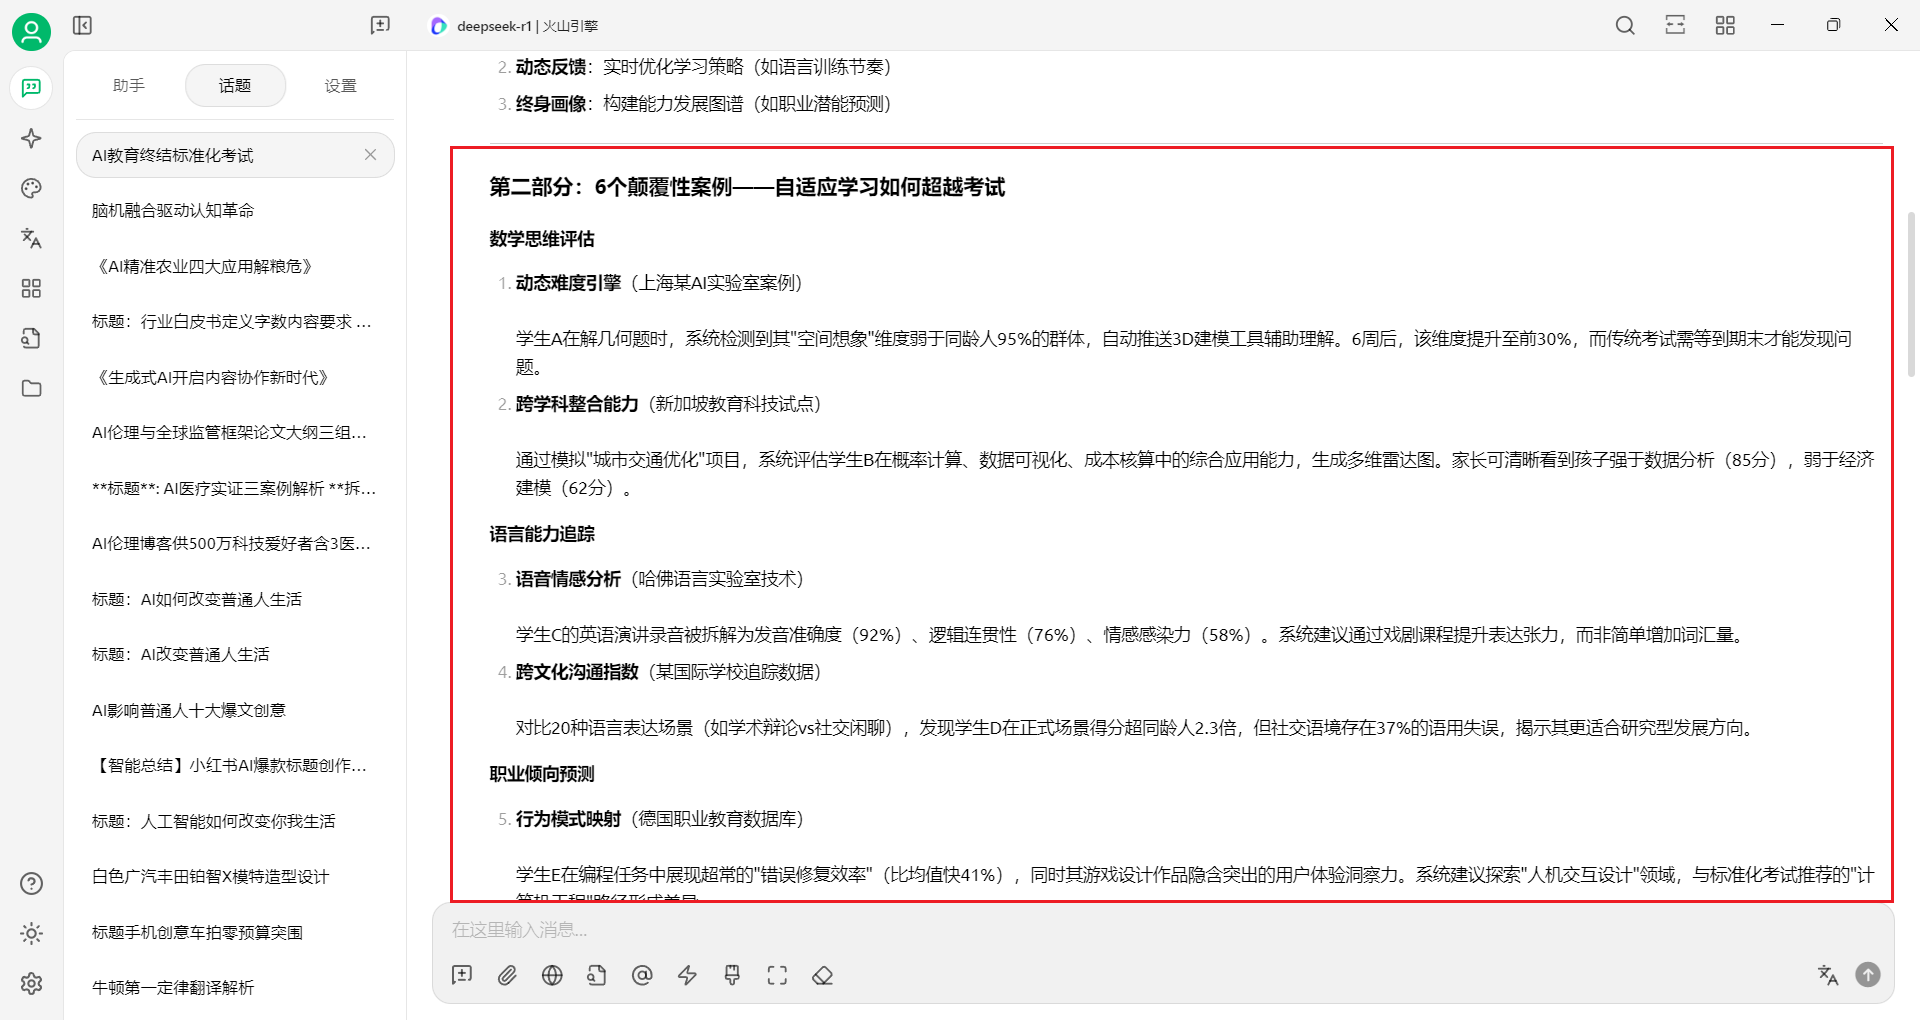 deepseek-r1 | 火山引擎
助手
话题
设置
AI教育终结标准化考试
脑机融合驱动认知革命
《AI精准农业四大应用解粮危》
标题：行业白皮书定义字数内容要求 ...
《生成式AI开启内容协作新时代》
AI伦理与全球监管框架论文大纲三组...
**标题**: AI医疗实证三案例解析 **拆...
AI伦理博客供500万科技爱好者含3医...
标题：AI如何改变普通人生活
标题：AI改变普通人生活
AI影响普通人十大爆文创意
【智能总结】小红书AI爆款标题创作...
标题：人工智能如何改变你我生活
白色广汽丰田铂智X模特造型设计
标题手机创意车拍零预算突围
牛顿第一定律翻译解析
2. 动态反馈：实时优化学习策略（如语言训练节奏）
3. 终身画像：构建能力发展图谱（如职业潜能预测）
第二部分：6个颠覆性案例——自适应学习如何超越考试
数学思维评估
1. 动态难度引擎（上海某AI实验室案例）
学生A在解几何题时，系统检测到其"空间想象"维度弱于同龄人95%的群体，自动推送3D建模工具辅助理解。6周后，该维度提升至前30%，而传统考试需等到期末才能发现问
题。
2. 跨学科整合能力（新加坡教育科技试点）
通过模拟"城市交通优化"项目，系统评估学生B在概率计算、数据可视化、成本核算中的综合应用能力，生成多维雷达图。家长可清晰看到孩子强于数据分析（85分），弱于经济
建模（62分）。
语言能力追踪
3. 语音情感分析（哈佛语言实验室技术）
学生C的英语演讲录音被拆解为发音准确度（92%）、逻辑连贯性（76%）、情感感染力（58%）。系统建议通过戏剧课程提升表达张力，而非简单增加词汇量。
4. 跨文化沟通指数（某国际学校追踪数据）
对比20种语言表达场景（如学术辩论vs社交闲聊），发现学生D在正式场景得分超同龄人2.3倍，但社交语境存在37%的语用失误，揭示其更适合研究型发展方向。
职业倾向预测
5. 行为模式映射（德国职业教育数据库）
学生E在编程任务中展现超常的"错误修复效率"（比均值快41%），同时其游戏设计作品隐含突出的用户体验洞察力。系统建议探索"人机交互设计"领域，与标准化考试推荐的"计
在这里输入消息...